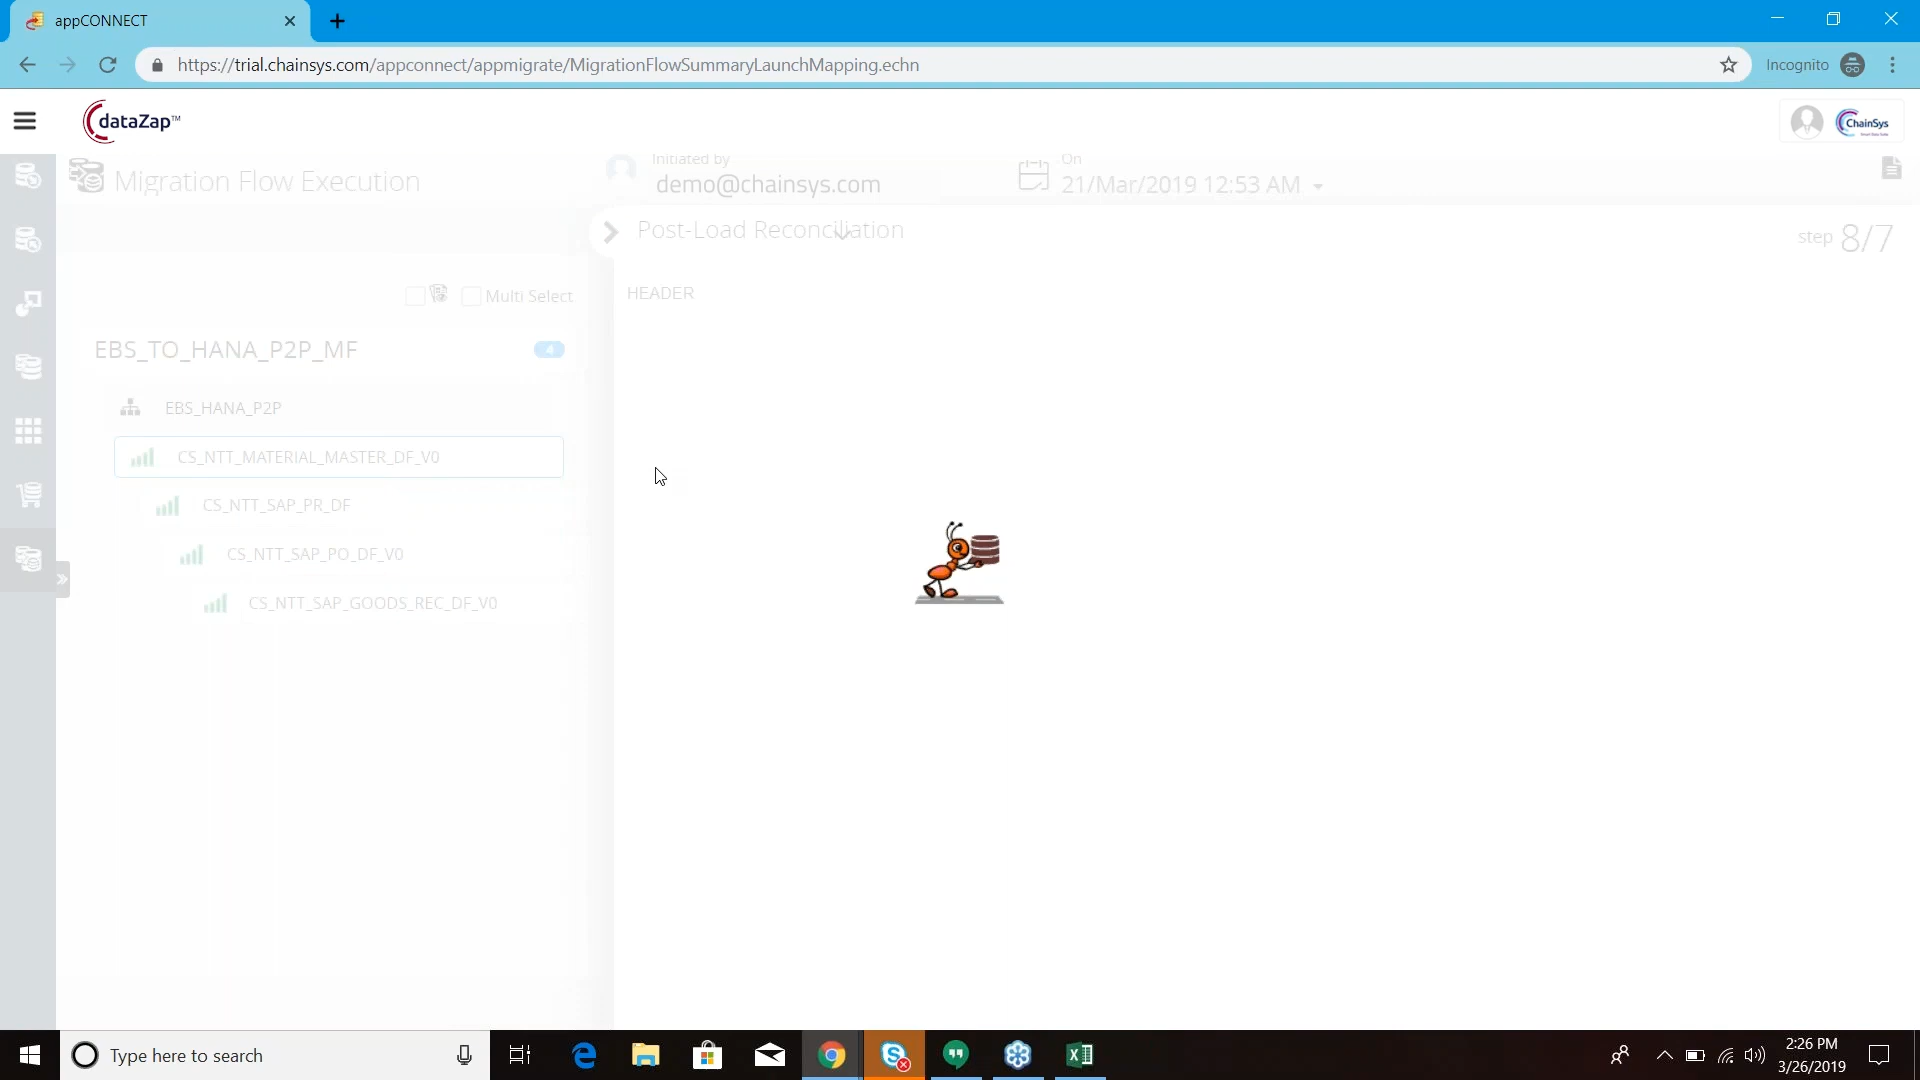 appCONNECT
https://trial.chainsys.com/appconnect/appmigrate/MigrationFlowSummaryLaunchMapping.echn
Incognito
dataZap™
ChainSys
Migration Flow Execution
Initiated by
demo@chainsys.com
On
21/Mar/2019 12:53 AM
Post-Load Reconciliation
step 8/7
Multi Select
HEADER
EBS_TO_HANA_P2P_MF
4
EBS_HANA_P2P
CS_NTT_MATERIAL_MASTER_DF_V0
CS_NTT_SAP_PR_DF
CS_NTT_SAP_PO_DF_V0
CS_NTT_SAP_GOODS_REC_DF_V0
Type here to search
2:26 PM
3/26/2019